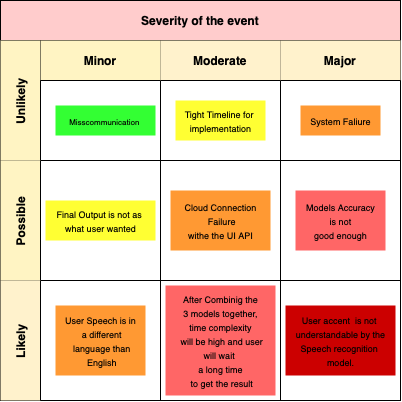 Severity of the event
Minor
Moderate
Major
Unlikely
Misscommunication
Tight Timeline for
implementation
System Faliure
Possible
Final Output is not as
what user wanted
Cloud Connection
Failure
withe the UI API
Models Accuracy
is not
good enough
Likely
User Speech is in
a different
language than
English
After Combinig the
3 models together,
time complexity
will be high and user
will wait
a long time
to get the result
User accent is not
understandable by the
Speech recognition
model.